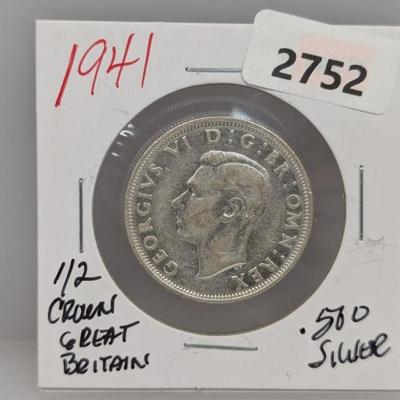 1941
2752
GEORGIVS VI D:G:BR:OMN:REX
1/2
CROWN
GREAT
BRITAIN
.500
SILVER